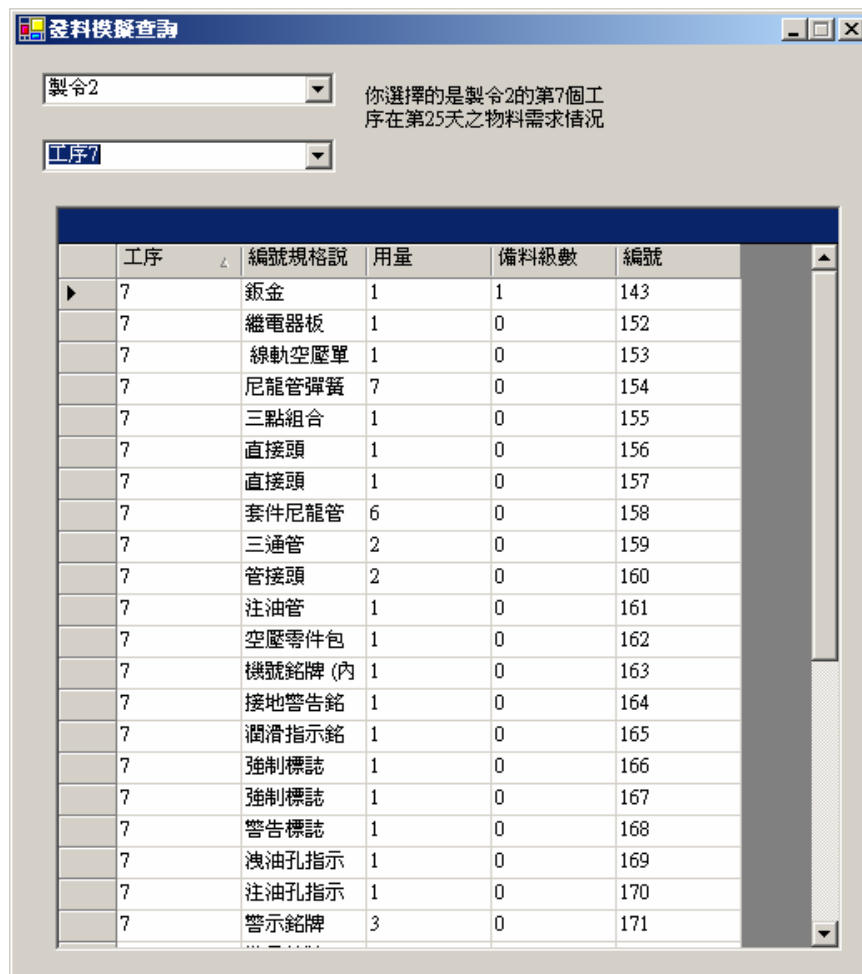 發料模擬查詢
製令2
你選擇的是製令2的第7個工
序在第25天之物料需求情況
工序7
工序 編號規格說 用量 備料級數 編號
7 鈑金 1 1 143
7 繼電器板 1 0 152
7 線軌空壓單 1 0 153
7 尼龍管彈簧 7 0 154
7 三點組合 1 0 155
7 直接頭 1 0 156
7 直接頭 1 0 157
7 套件尼龍管 6 0 158
7 三通管 2 0 159
7 管接頭 2 0 160
7 注油管 1 0 161
7 空壓零件包 1 0 162
7 機號銘牌 (內 1 0 163
7 接地警告銘 1 0 164
7 潤滑指示銘 1 0 165
7 強制標誌 1 0 166
7 強制標誌 1 0 167
7 警告標誌 1 0 168
7 洩油孔指示 1 0 169
7 注油孔指示 1 0 170
7 警示銘牌 3 0 171